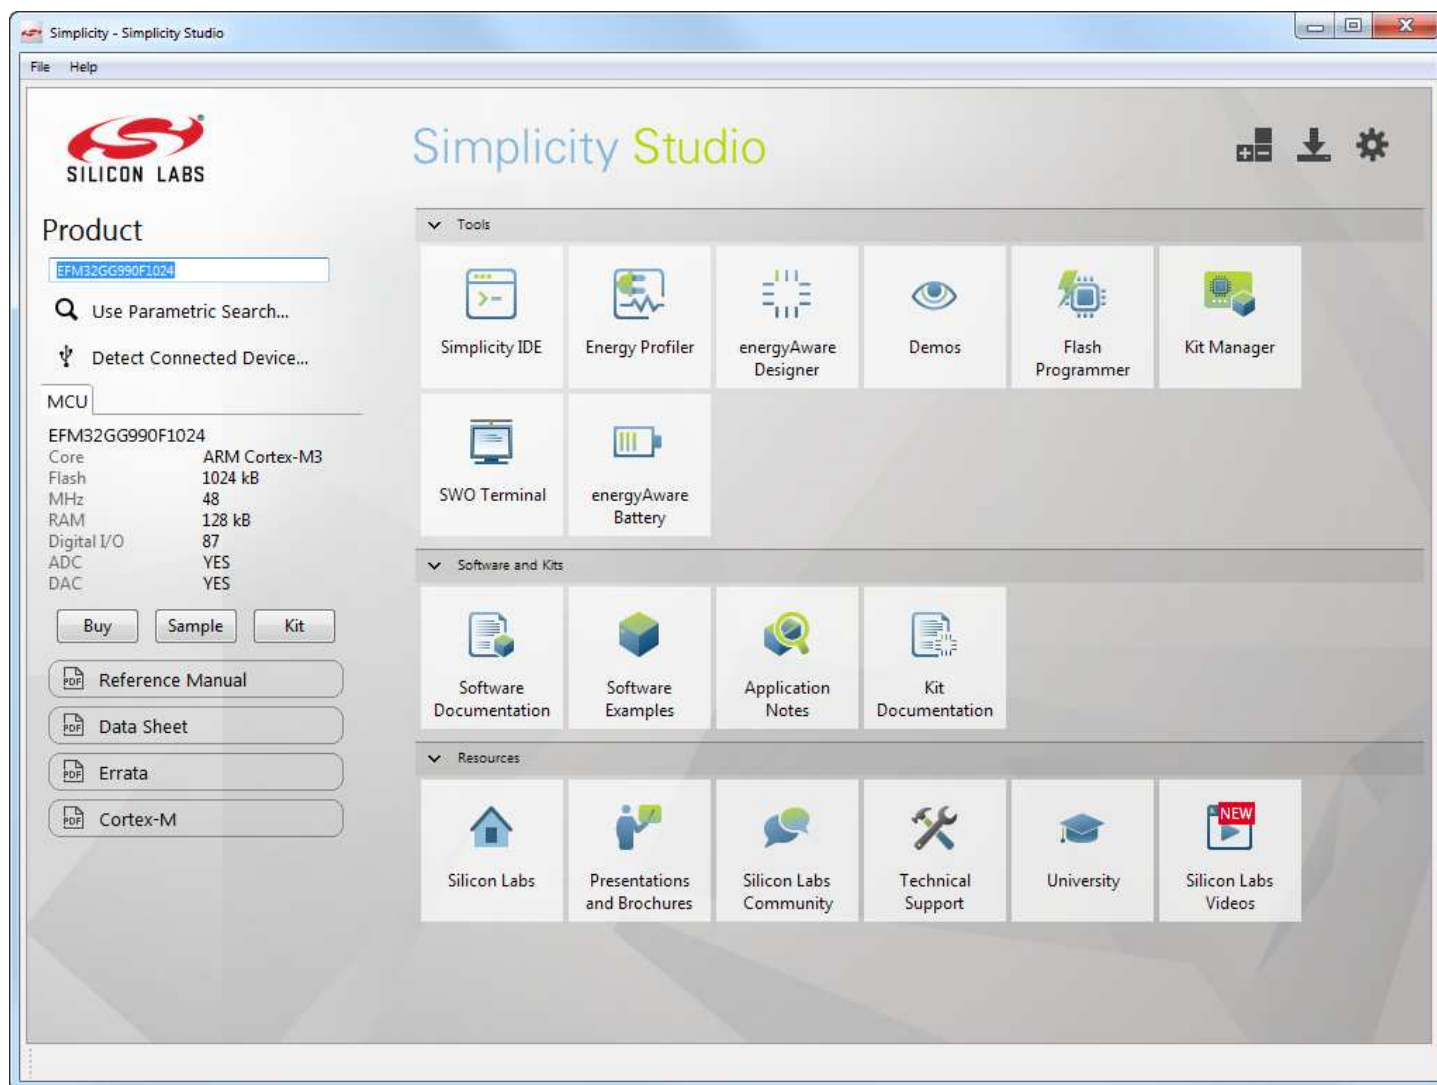 Simplicity - Simplicity Studio
File Help
SILICON LABS
Simplicity Studio
Product
EFM32GG990F1024
Use Parametric Search...
Detect Connected Device...
MCU
EFM32GG990F1024
Core ARM Cortex-M3
Flash 1024 kB
MHz 48
RAM 128 kB
Digital I/O 87
ADC YES
DAC YES
Buy Sample Kit
PDF Reference Manual
PDF Data Sheet
PDF Errata
PDF Cortex-M
Tools
Simplicity IDE
Energy Profiler
energyAware
Designer
Demos
Flash
Programmer
Kit Manager
SWO Terminal
energyAware
Battery
Software and Kits
Software
Documentation
Software
Examples
Application
Notes
Kit
Documentation
Resources
Silicon Labs
Presentations
and Brochures
Silicon Labs
Community
Technical
Support
University
NEW
Silicon Labs
Videos